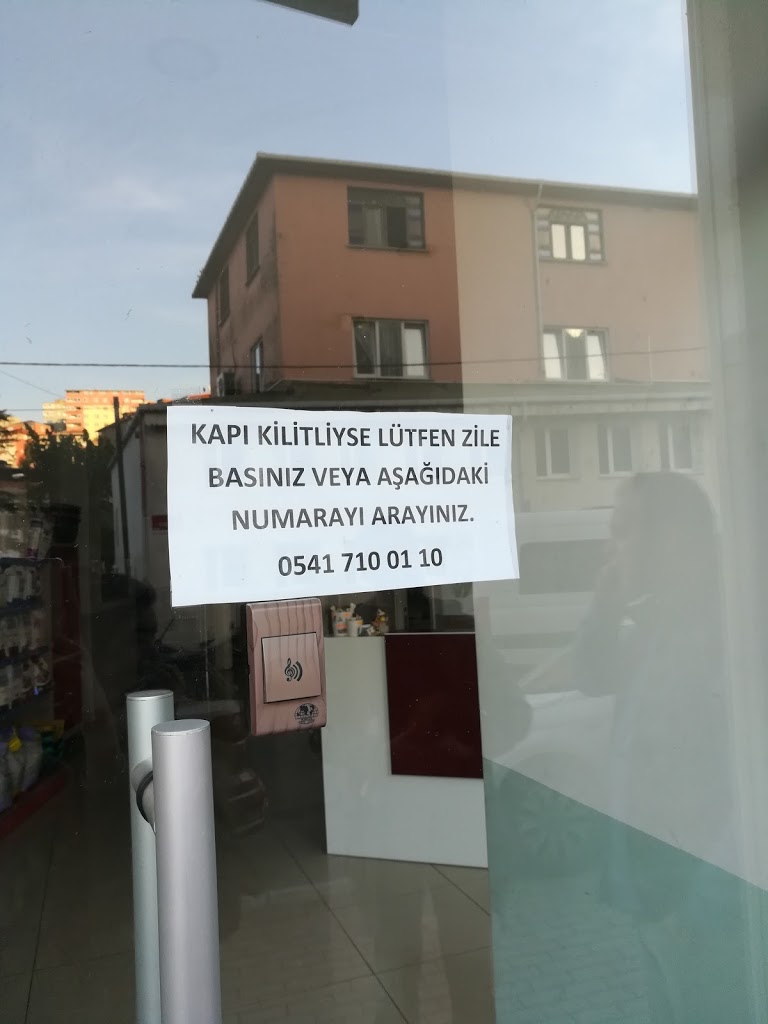 KAPI KİLİTLİYSE LÜTFEN ZİLE
BASINIZ VEYA AŞAĞIDAKİ
NUMARAYI ARAYINIZ.
0541 710 01 10